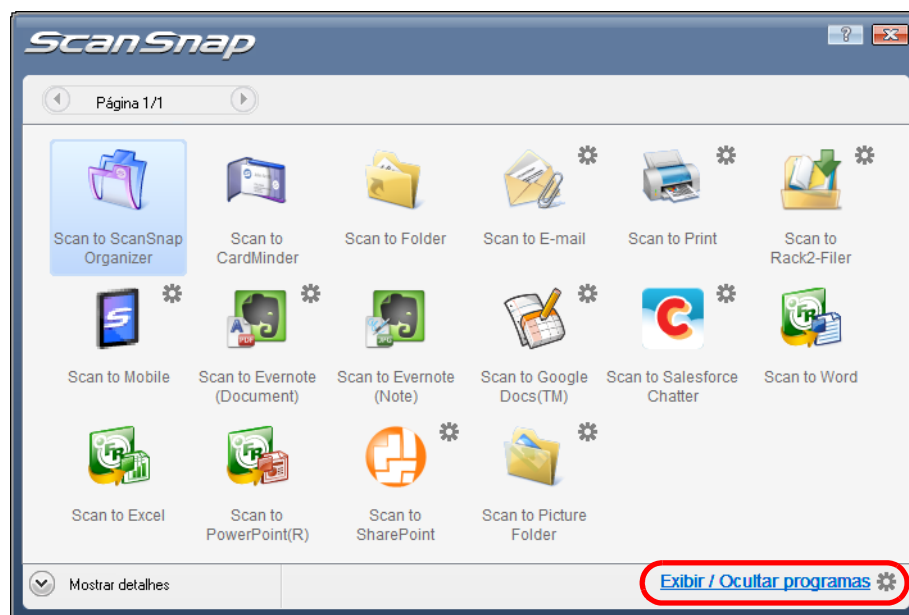 ScanSnap
?
Página 1/1
Scan to ScanSnap
Organizer
Scan to
CardMinder
Scan to Folder
Scan to E-mail
Scan to Print
Scan to
Rack2-Filer
Scan to Mobile
Scan to Evernote
(Document)
Scan to Evernote
(Note)
Scan to Google
Docs(TM)
Scan to Salesforce
Chatter
Scan to Word
Scan to Excel
Scan to
PowerPoint(R)
Scan to
SharePoint
Scan to Picture
Folder
Mostrar detalhes
Exibir / Ocultar programas